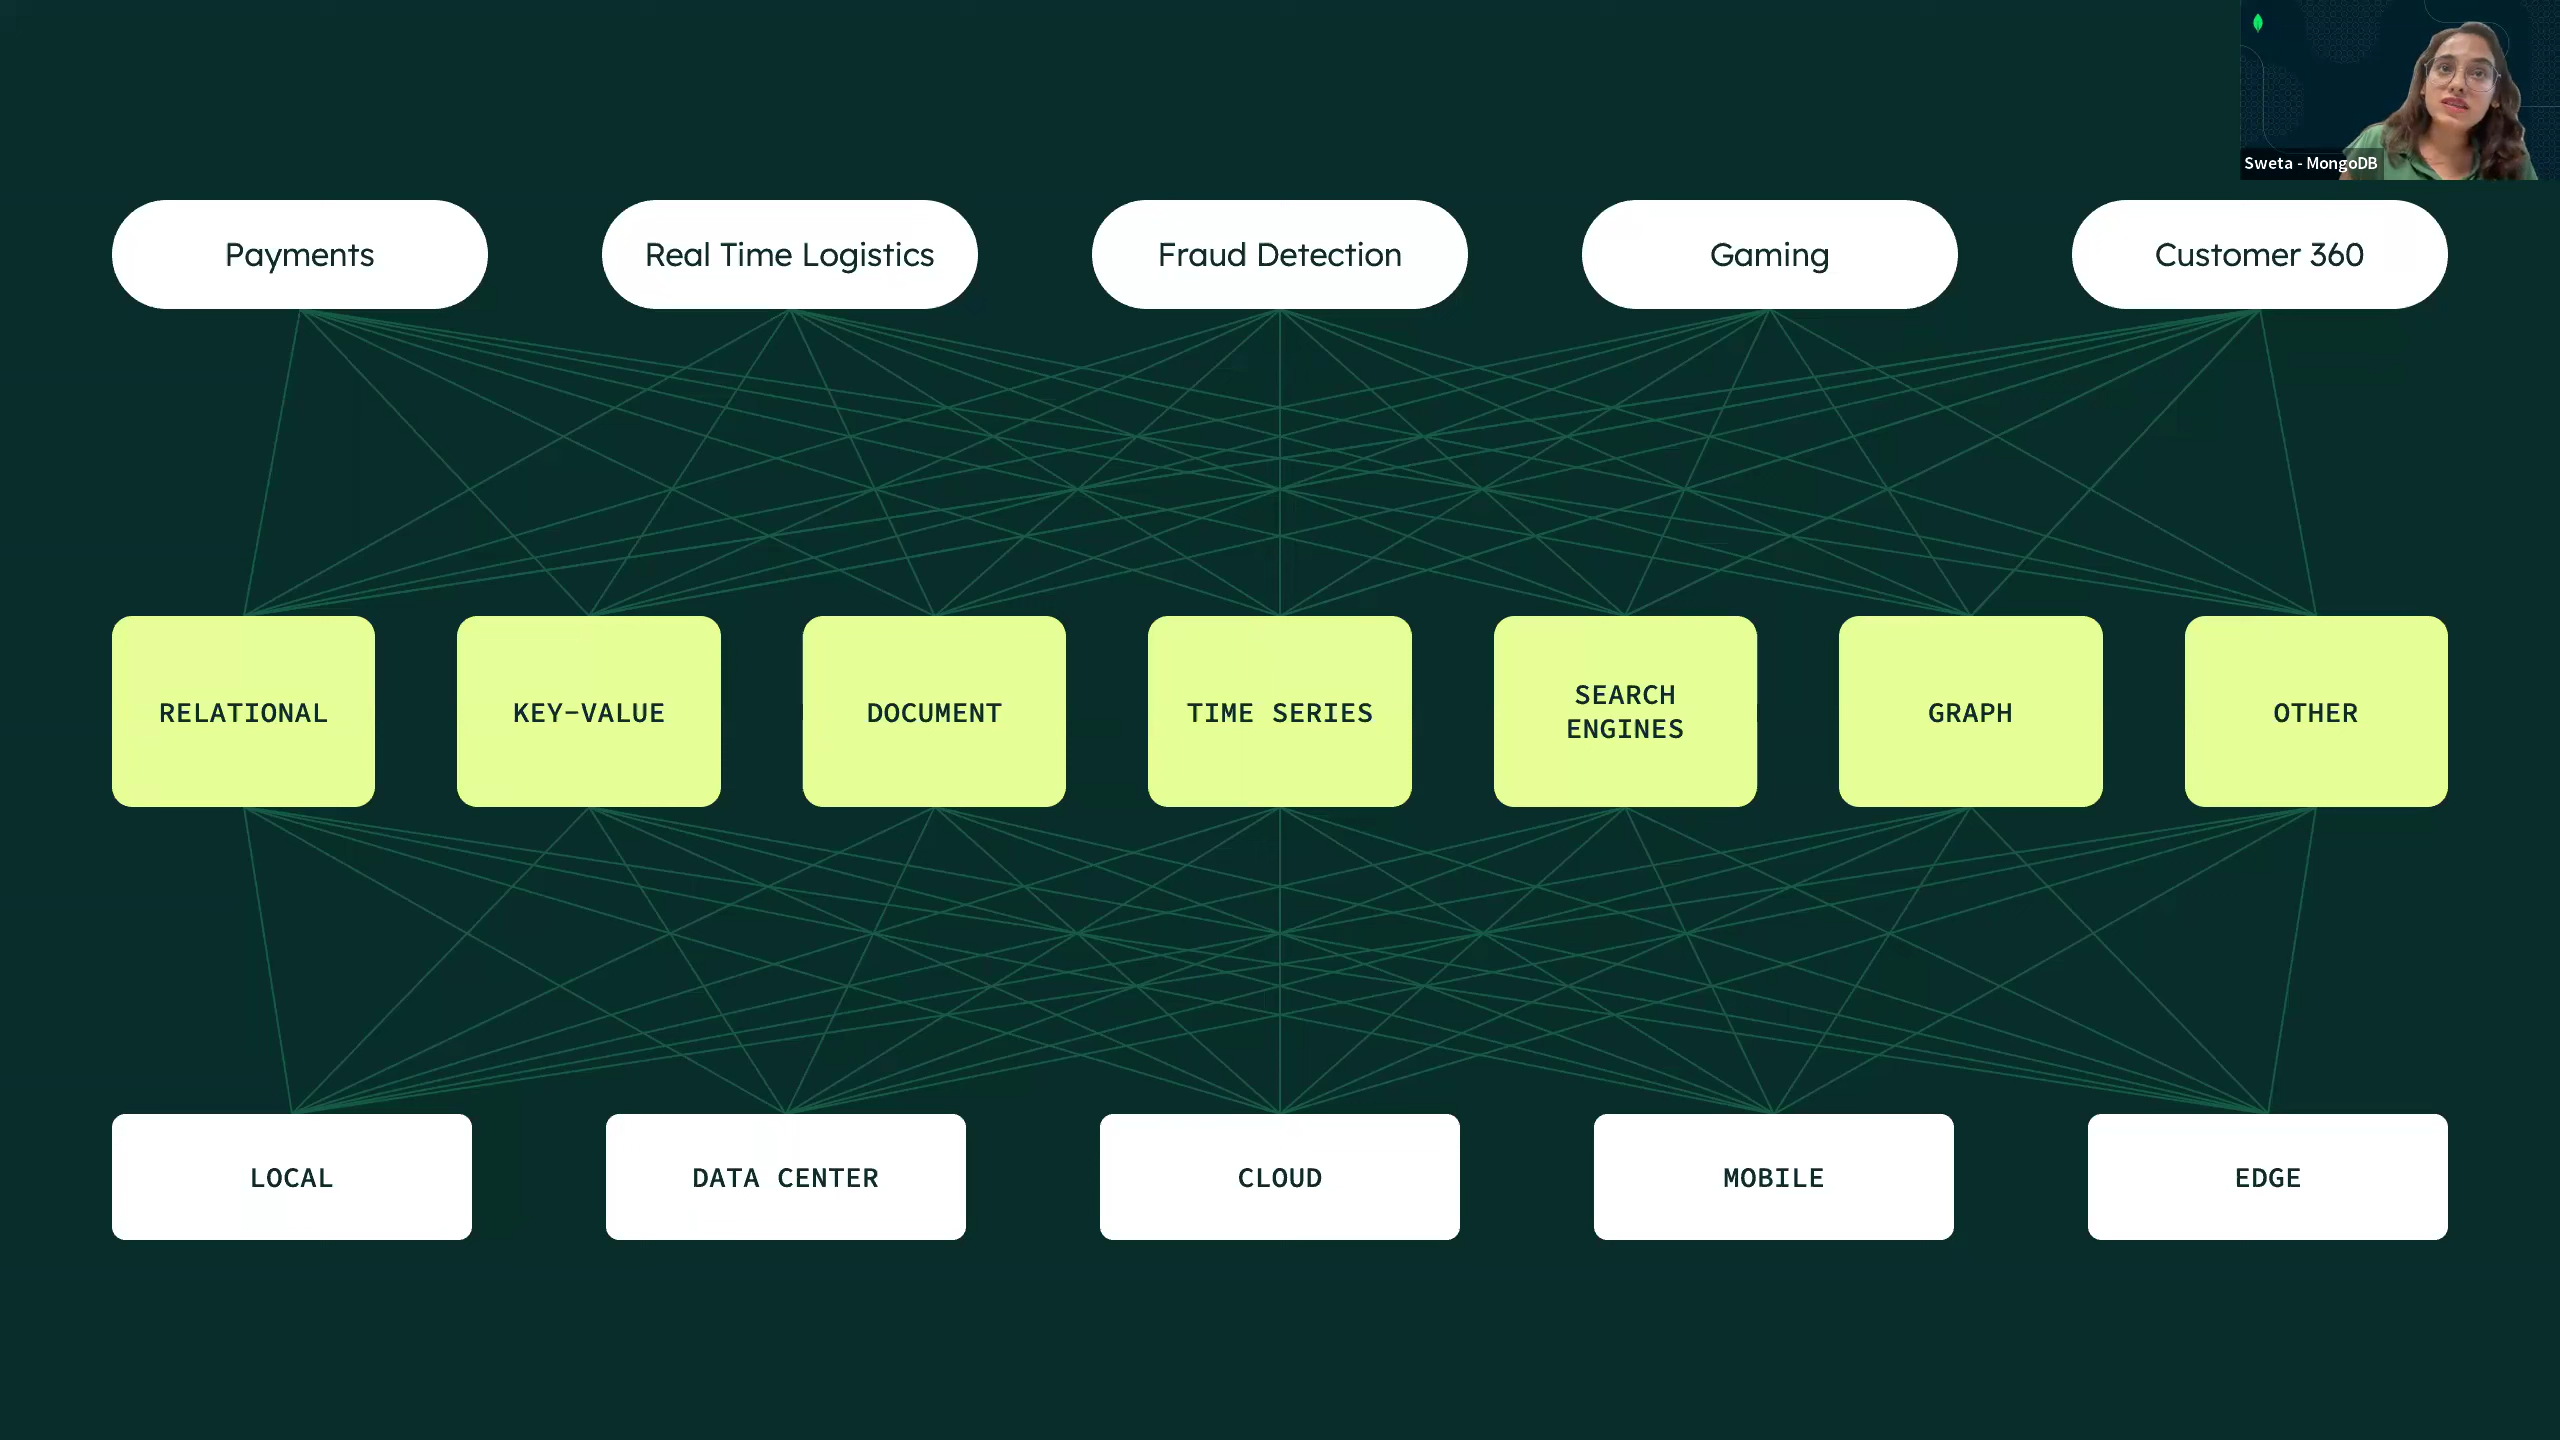 Sweta - MongoDB
Payments
Real Time Logistics
Fraud Detection
Gaming
Customer 360
RELATIONAL
KEY-VALUE
DOCUMENT
TIME SERIES
SEARCH
ENGINES
GRAPH
OTHER
LOCAL
DATA CENTER
CLOUD
MOBILE
EDGE